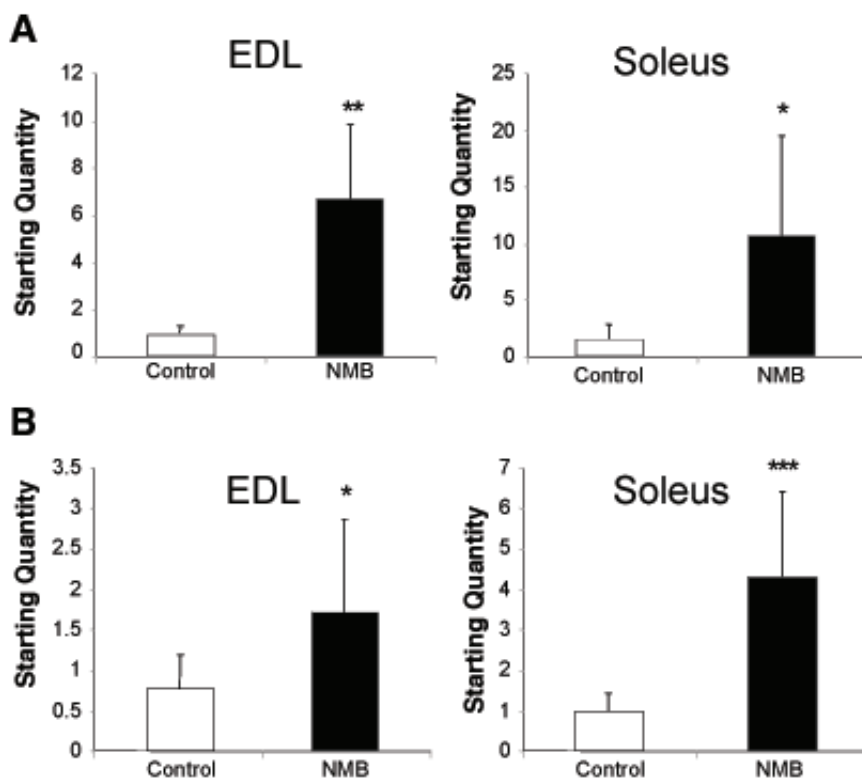 A
EDL
Starting Quantity
12
10
8
6
4
2
0
**
Control
NMB
Soleus
Starting Quantity
25
20
15
10
5
0
*
Control
NMB
B
EDL
Starting Quantity
3.5
3
2.5
2
1.5
1
0.5
0
*
Control
NMB
Soleus
Starting Quantity
7
6
5
4
3
2
1
0
***
Control
NMB